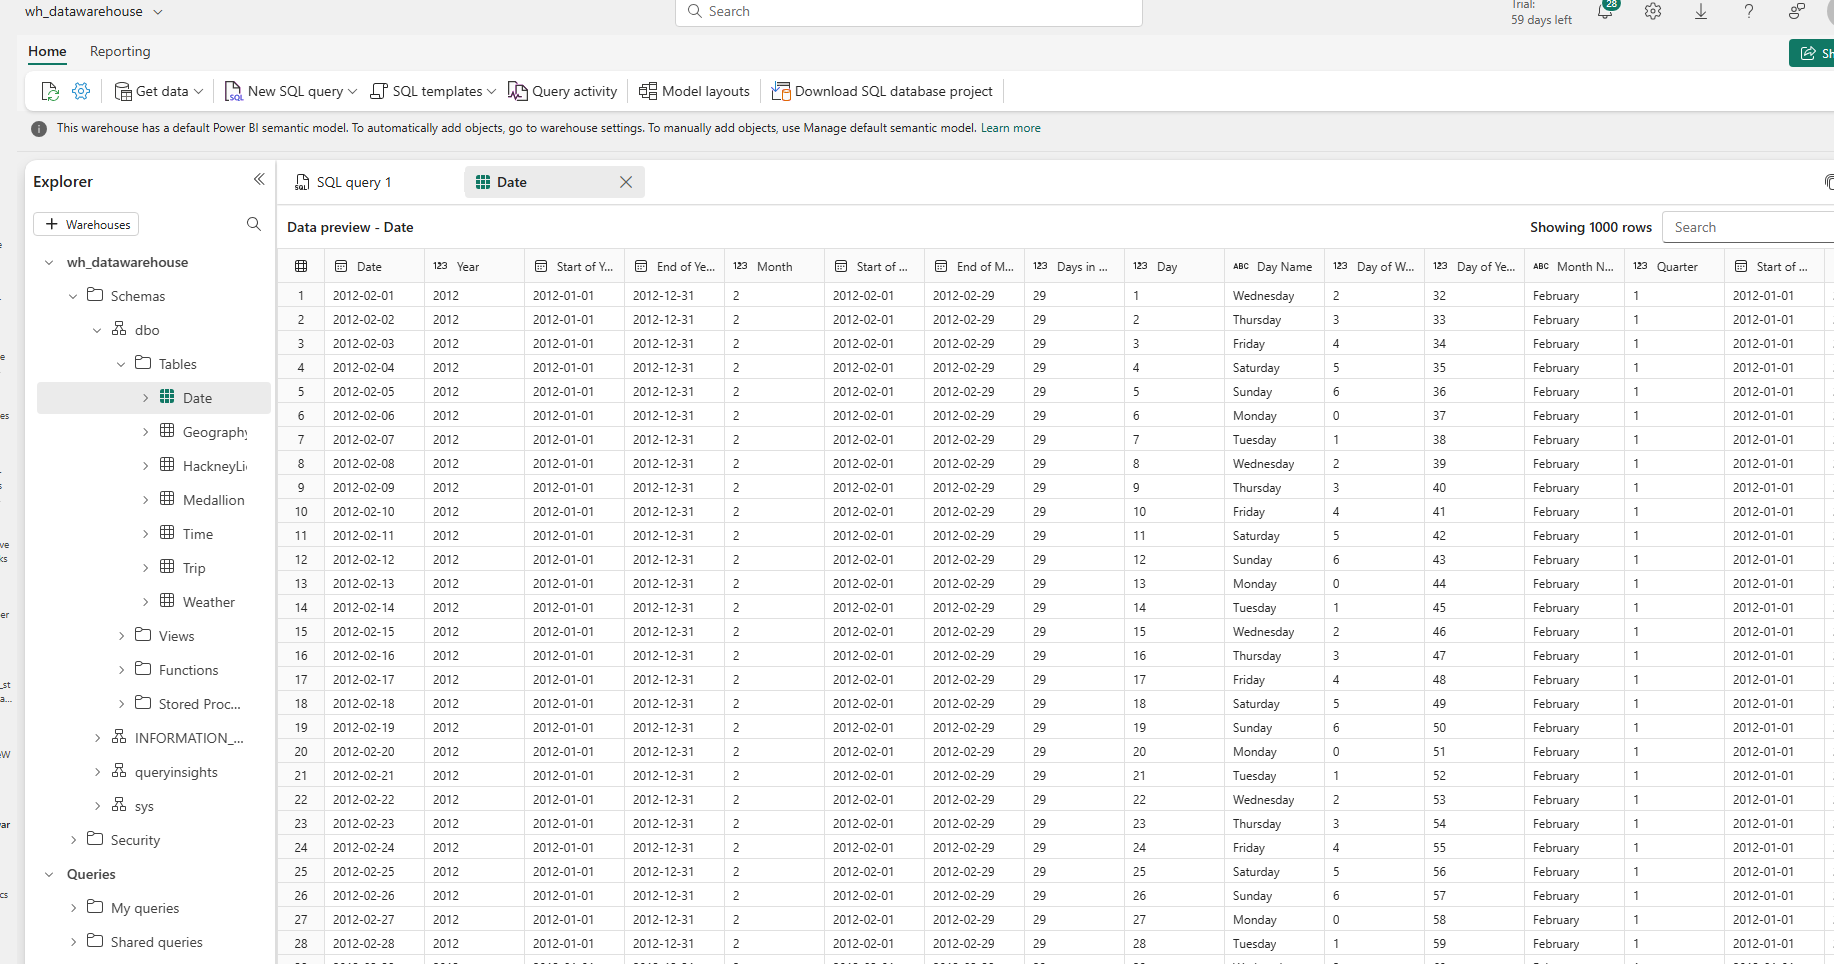 wh_datawarehouse
Search
Trial:
59 days left
28
Home Reporting
Get data New SQL query SQL templates Query activity Model layouts Download SQL database project
This warehouse has a default Power BI semantic model. To automatically add objects, go to warehouse settings. To manually add objects, use Manage default semantic model. Learn more
Explorer
+ Warehouses
wh_datawarehouse
Schemas
dbo
Tables
Date
Geography
HackneyLi
Medallion
Time
Trip
Weather
Views
Functions
Stored Proc...
INFORMATION_...
queryinsights
sys
Security
Queries
My queries
Shared queries
SQL query 1 Date
Data preview - Date Showing 1000 rows Search
Date Year Start of Y... End of Ye... Month Start of ... End of M... Days in ... Day Day Name Day of W... Day of Ye... Month N... Quarter Start of ...
1 2012-02-01 2012 2012-01-01 2012-12-31 2 2012-02-01 2012-02-29 29 1 Wednesday 2 32 February 1 2012-01-01
2 2012-02-02 2012 2012-01-01 2012-12-31 2 2012-02-01 2012-02-29 29 2 Thursday 3 33 February 1 2012-01-01
3 2012-02-03 2012 2012-01-01 2012-12-31 2 2012-02-01 2012-02-29 29 3 Friday 4 34 February 1 2012-01-01
4 2012-02-04 2012 2012-01-01 2012-12-31 2 2012-02-01 2012-02-29 29 4 Saturday 5 35 February 1 2012-01-01
5 2012-02-05 2012 2012-01-01 2012-12-31 2 2012-02-01 2012-02-29 29 5 Sunday 6 36 February 1 2012-01-01
6 2012-02-06 2012 2012-01-01 2012-12-31 2 2012-02-01 2012-02-29 29 6 Monday 0 37 February 1 2012-01-01
7 2012-02-07 2012 2012-01-01 2012-12-31 2 2012-02-01 2012-02-29 29 7 Tuesday 1 38 February 1 2012-01-01
8 2012-02-08 2012 2012-01-01 2012-12-31 2 2012-02-01 2012-02-29 29 8 Wednesday 2 39 February 1 2012-01-01
9 2012-02-09 2012 2012-01-01 2012-12-31 2 2012-02-01 2012-02-29 29 9 Thursday 3 40 February 1 2012-01-01
10 2012-02-10 2012 2012-01-01 2012-12-31 2 2012-02-01 2012-02-29 29 10 Friday 4 41 February 1 2012-01-01
11 2012-02-11 2012 2012-01-01 2012-12-31 2 2012-02-01 2012-02-29 29 11 Saturday 5 42 February 1 2012-01-01
12 2012-02-12 2012 2012-01-01 2012-12-31 2 2012-02-01 2012-02-29 29 12 Sunday 6 43 February 1 2012-01-01
13 2012-02-13 2012 2012-01-01 2012-12-31 2 2012-02-01 2012-02-29 29 13 Monday 0 44 February 1 2012-01-01
14 2012-02-14 2012 2012-01-01 2012-12-31 2 2012-02-01 2012-02-29 29 14 Tuesday 1 45 February 1 2012-01-01
15 2012-02-15 2012 2012-01-01 2012-12-31 2 2012-02-01 2012-02-29 29 15 Wednesday 2 46 February 1 2012-01-01
16 2012-02-16 2012 2012-01-01 2012-12-31 2 2012-02-01 2012-02-29 29 16 Thursday 3 47 February 1 2012-01-01
17 2012-02-17 2012 2012-01-01 2012-12-31 2 2012-02-01 2012-02-29 29 17 Friday 4 48 February 1 2012-01-01
18 2012-02-18 2012 2012-01-01 2012-12-31 2 2012-02-01 2012-02-29 29 18 Saturday 5 49 February 1 2012-01-01
19 2012-02-19 2012 2012-01-01 2012-12-31 2 2012-02-01 2012-02-29 29 19 Sunday 6 50 February 1 2012-01-01
20 2012-02-20 2012 2012-01-01 2012-12-31 2 2012-02-01 2012-02-29 29 20 Monday 0 51 February 1 2012-01-01
21 2012-02-21 2012 2012-01-01 2012-12-31 2 2012-02-01 2012-02-29 29 21 Tuesday 1 52 February 1 2012-01-01
22 2012-02-22 2012 2012-01-01 2012-12-31 2 2012-02-01 2012-02-29 29 22 Wednesday 2 53 February 1 2012-01-01
23 2012-02-23 2012 2012-01-01 2012-12-31 2 2012-02-01 2012-02-29 29 23 Thursday 3 54 February 1 2012-01-01
24 2012-02-24 2012 2012-01-01 2012-12-31 2 2012-02-01 2012-02-29 29 24 Friday 4 55 February 1 2012-01-01
25 2012-02-25 2012 2012-01-01 2012-12-31 2 2012-02-01 2012-02-29 29 25 Saturday 5 56 February 1 2012-01-01
26 2012-02-26 2012 2012-01-01 2012-12-31 2 2012-02-01 2012-02-29 29 26 Sunday 6 57 February 1 2012-01-01
27 2012-02-27 2012 2012-01-01 2012-12-31 2 2012-02-01 2012-02-29 29 27 Monday 0 58 February 1 2012-01-01
28 2012-02-28 2012 2012-01-01 2012-12-31 2 2012-02-01 2012-02-29 29 28 Tuesday 1 59 February 1 2012-01-01